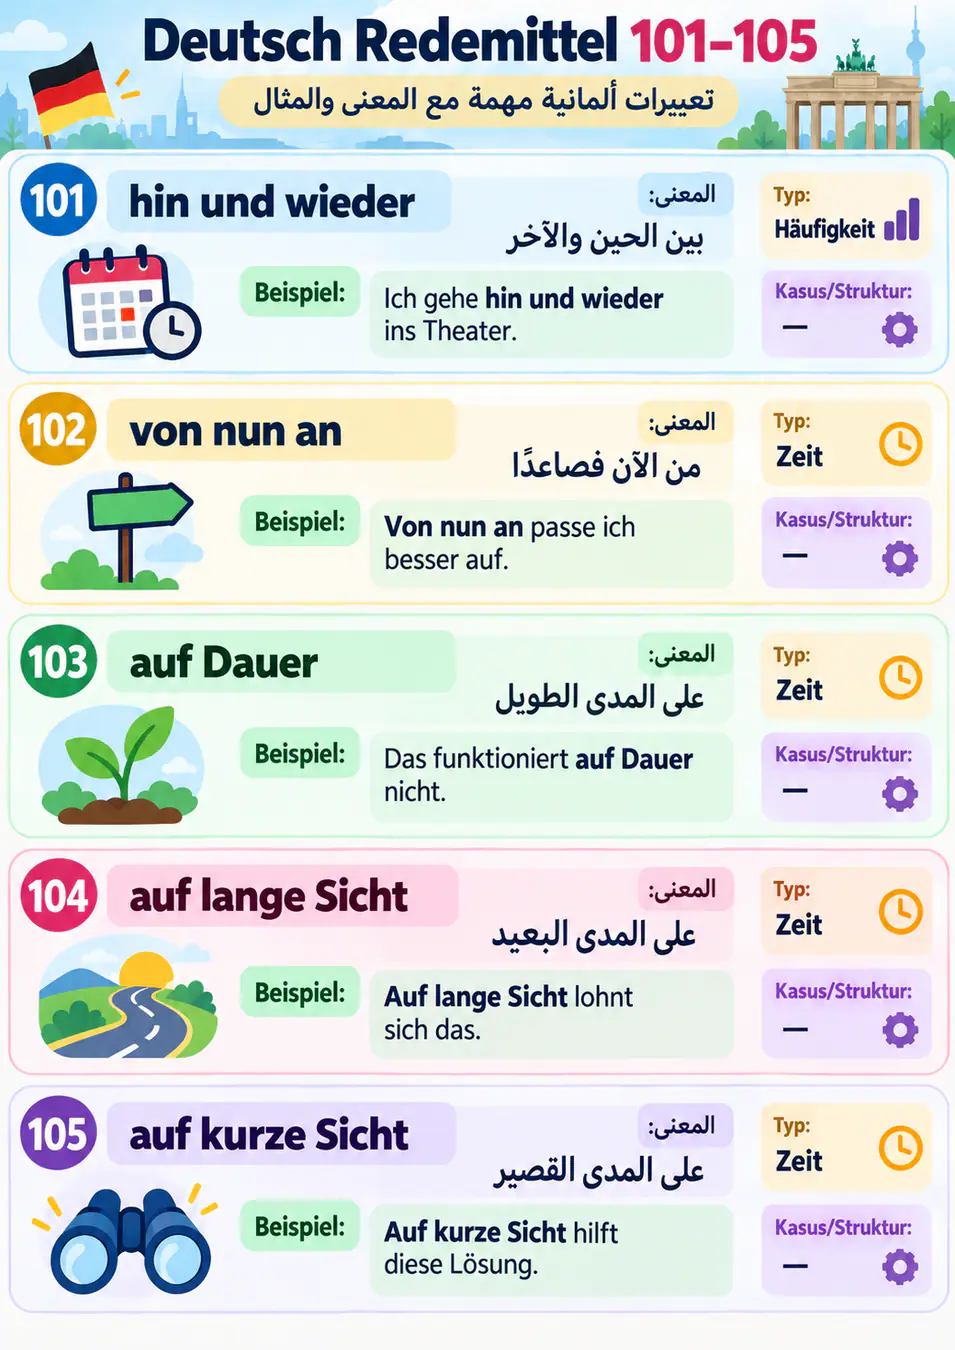 Deutsch Redemittel 101–105
تعبيرات ألمانية مهمة مع المعنى والمثال
101
hin und wieder
المعنى:
بين الحين والآخر
Typ:
Häufigkeit
Beispiel:
Ich gehe hin und wieder
ins Theater.
Kasus/Struktur:
—
102
von nun an
المعنى:
من الآن فصاعدًا
Typ:
Zeit
Beispiel:
Von nun an passe ich
besser auf.
Kasus/Struktur:
—
103
auf Dauer
المعنى:
على المدى الطويل
Typ:
Zeit
Beispiel:
Das funktioniert auf Dauer
nicht.
Kasus/Struktur:
—
104
auf lange Sicht
المعنى:
على المدى البعيد
Typ:
Zeit
Beispiel:
Auf lange Sicht lohnt
sich das.
Kasus/Struktur:
—
105
auf kurze Sicht
المعنى:
على المدى القصير
Typ:
Zeit
Beispiel:
Auf kurze Sicht hilft
diese Lösung.
Kasus/Struktur:
—